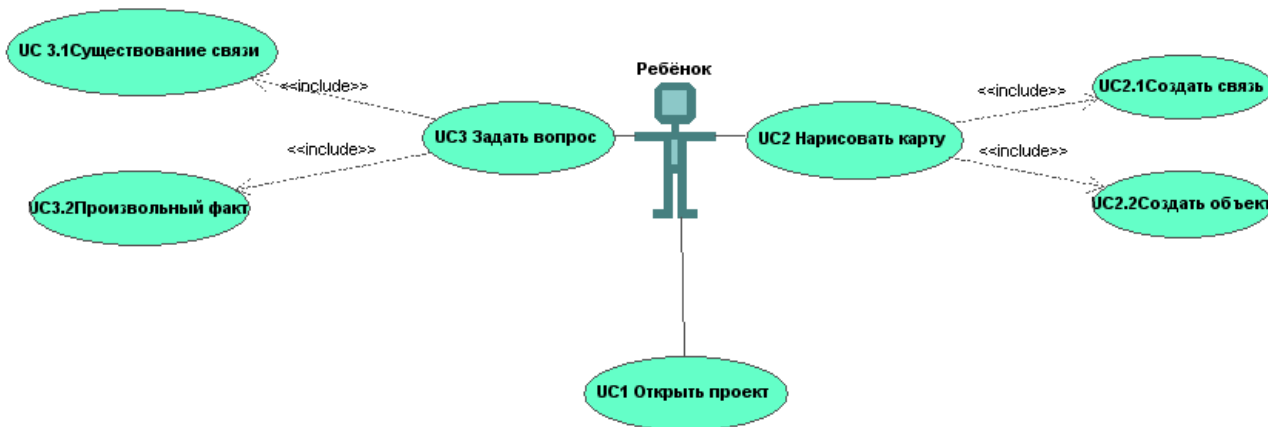 UC 3.1Существование связи
Ребёнок
<<include>>
<<include>>
UC2.1Создать связь
UC3 Задать вопрос
UC2 Нарисовать карту
<<include>>
<<include>>
UC3.2Произвольный факт
UC2.2Создать объект
UC1 Открыть проект